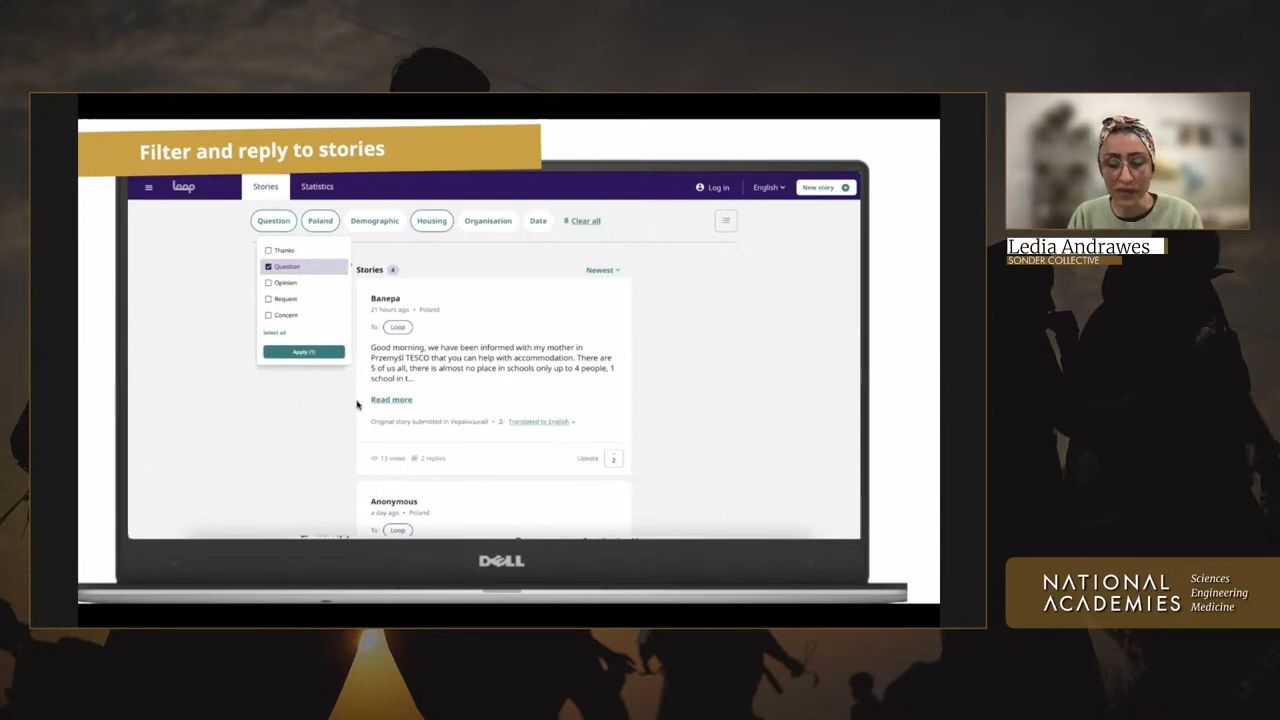 Filter and reply to stories
loop
Stories
Statistics
Log in
English
New story
Question
Poland
Demographic
Housing
Organisation
Date
Clear all
Thanks
Question
Opinion
Request
Concern
Select all
Apply (1)
Stories 4
Newest
Валера
21 hours ago • Poland
To: Loop
Good morning, we have been informed with my mother in
Przemyśl TESCO that you can help with accommodation. There are
5 of us all, there is almost no place in schools only up to 4 people, 1
school in t...
Read more
Original story submitted in Український • Translated to English
13 views 2 replies
Upvote 2
Anonymous
a day ago • Poland
To: Loop
DELL
Ledia Andrawes
SONDER COLLECTIVE
NATIONAL
ACADEMIES
Sciences
Engineering
Medicine